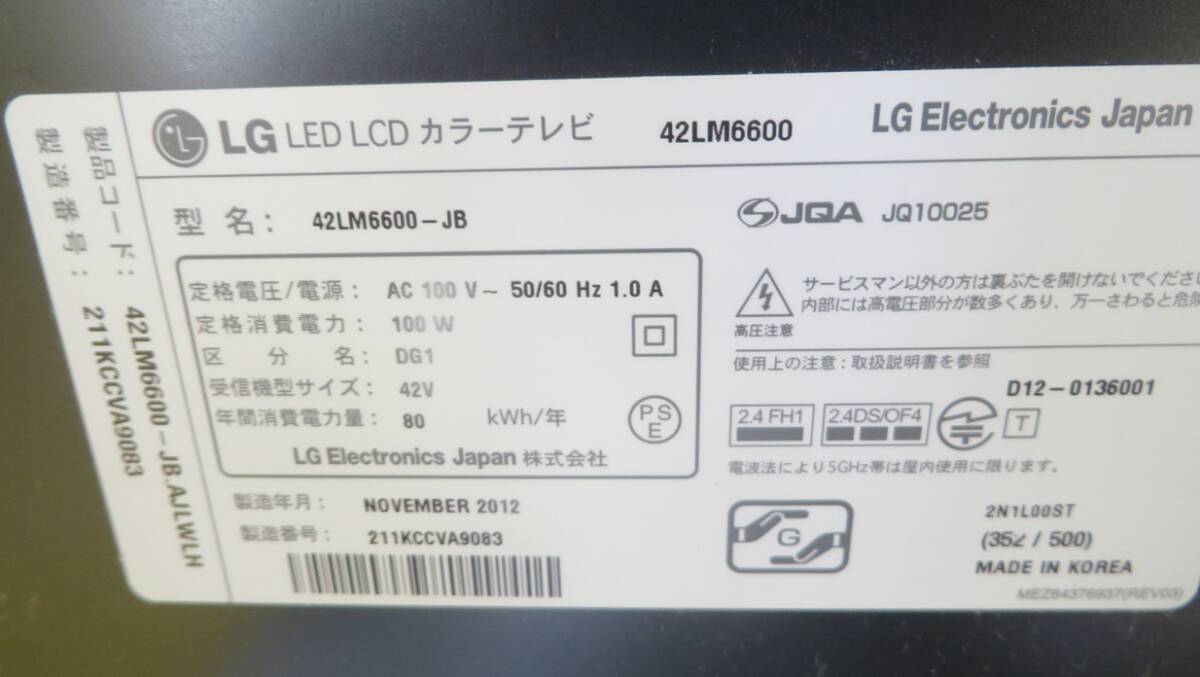 LG LED LCD カラーテレビ 42LM6600 LG Electronics Japan
型 名: 42LM6600-JB
定格電圧/電源: AC 100 V~ 50/60 Hz 1.0 A
定格消費電力: 100 W
区 分 名: DG1
受信機型サイズ: 42V
年間消費電力量: 80 kWh/年
PS E
LG Electronics Japan 株式会社
製造年月: NOVEMBER 2012
製造番号: 211KCCVA9083
JQA JQ10025
サービスマン以外の方は裏ぶたを開けないでくださ
内部には高電圧部分が数多くあり、万一さわると危険
高圧注意
使用上の注意:取扱説明書を参照
D12-0136001
2.4 FH1 2.4DS/OF4 T
電波法により5GHz帯は屋内使用に限ります。
G
2N1L00ST
(352 / 500)
MADE IN KOREA
MEZ64376937(REV03)
製品コード: 42LM6600-JB.AJLWLH
製造番号: 211KCCVA9083